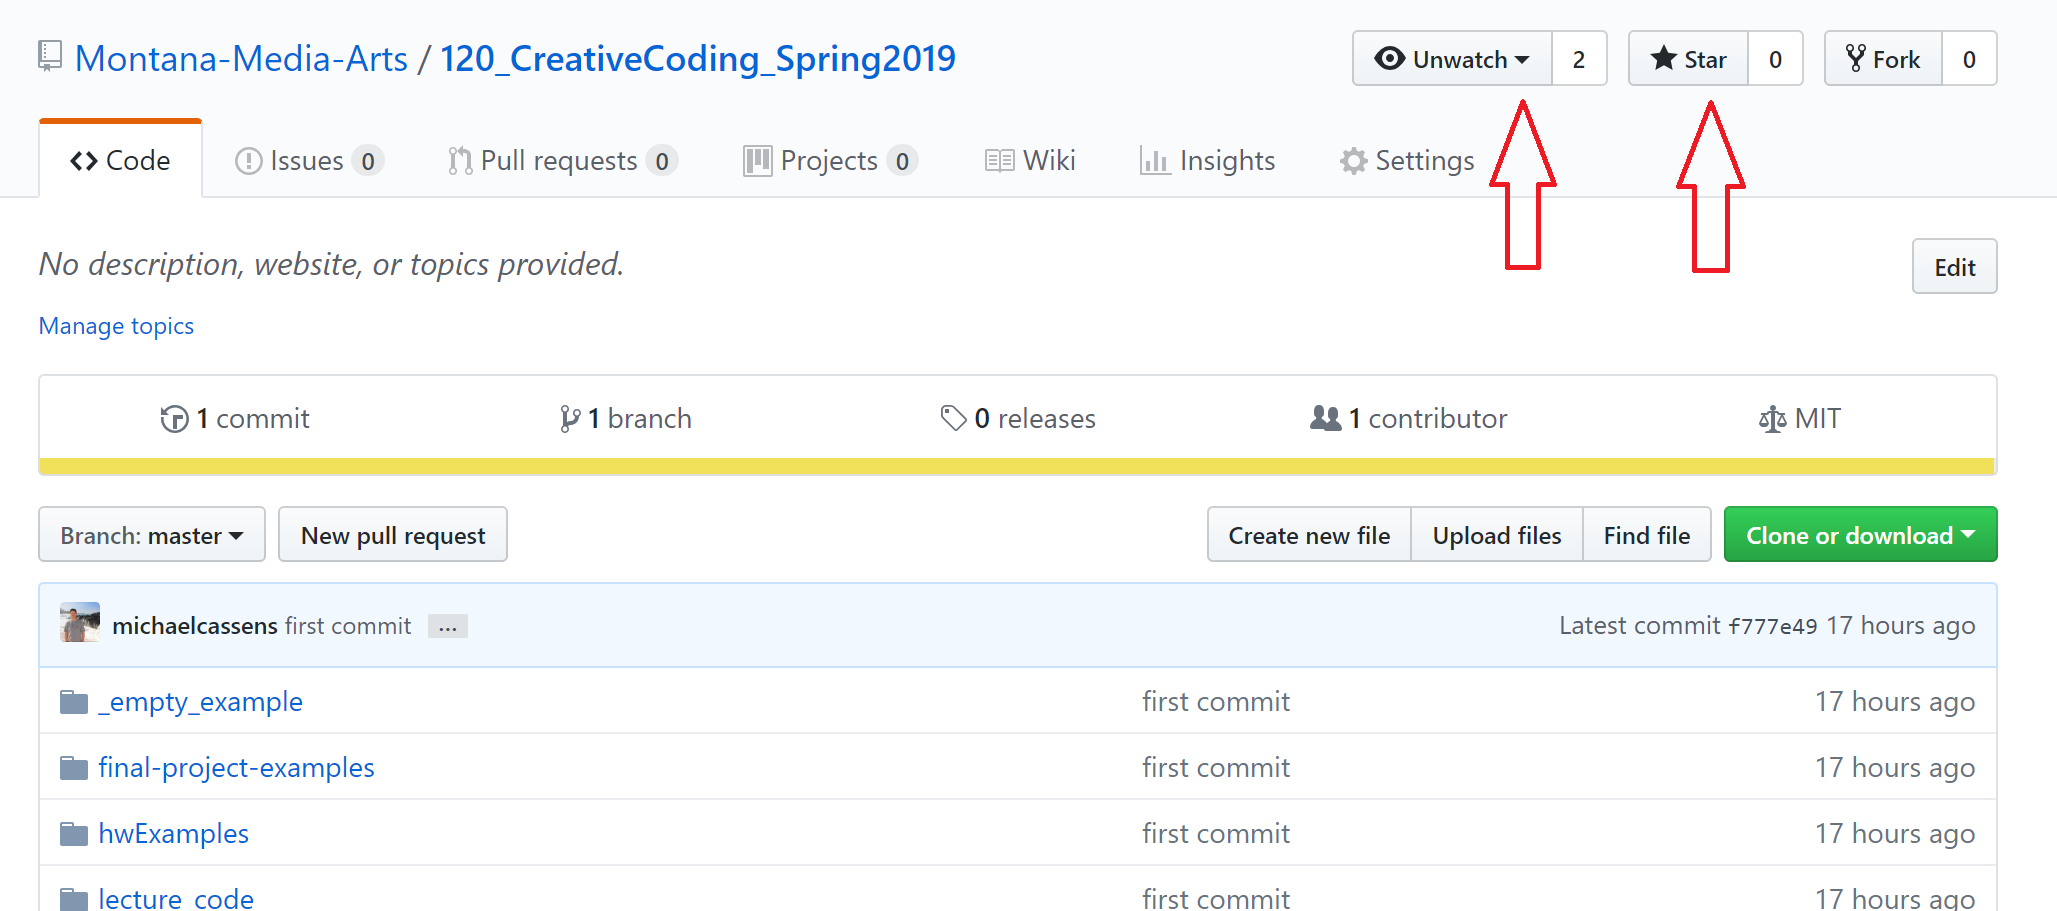 Montana-Media-Arts / 120_CreativeCoding_Spring2019 Unwatch 2 Star 0 Fork 0
Code Issues 0 Pull requests 0 Projects 0 Wiki Insights Settings
No description, website, or topics provided. Edit
Manage topics
1 commit 1 branch 0 releases 1 contributor MIT
Branch: master New pull request Create new file Upload files Find file Clone or download
michaelcassens first commit ... Latest commit f777e49 17 hours ago
_empty_example first commit 17 hours ago
final-project-examples first commit 17 hours ago
hwExamples first commit 17 hours ago
lecture_code first commit 17 hours ago